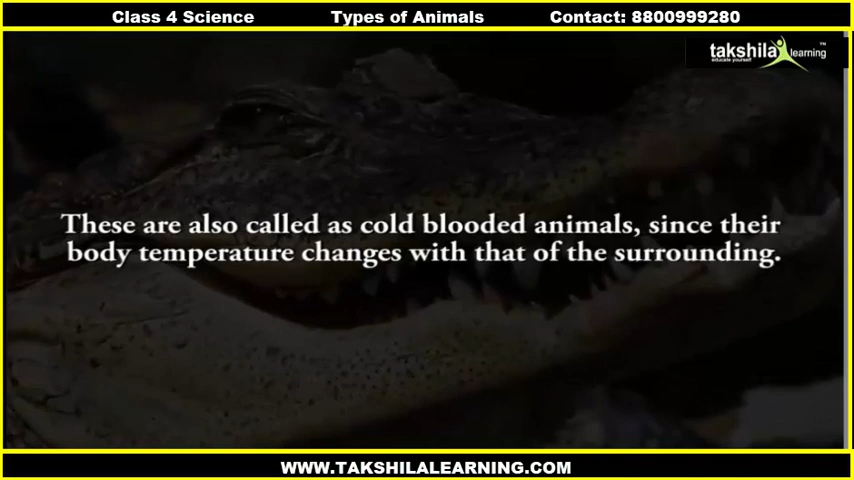 Class 4 Science Types of Animals Contact: 8800999280
takshila learning ™
educate yourself
These are also called as cold blooded animals, since their
body temperature changes with that of the surrounding.
WWW.TAKSHILALEARNING.COM